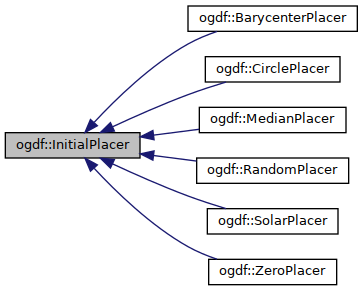 ogdf::BarycenterPlacer
ogdf::CirclePlacer
ogdf::MedianPlacer
ogdf::InitialPlacer
ogdf::RandomPlacer
ogdf::SolarPlacer
ogdf::ZeroPlacer